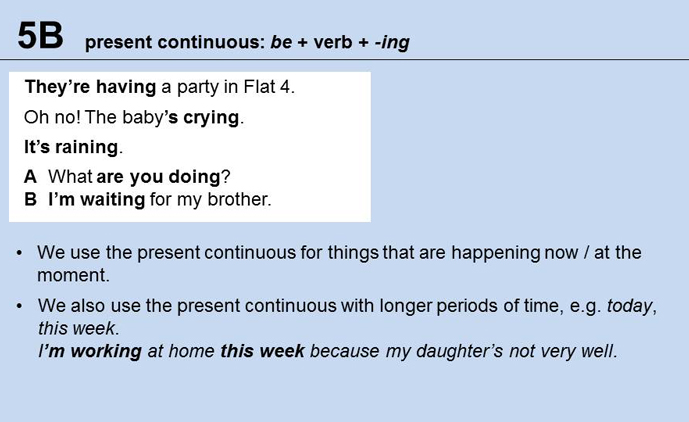 5B present continuous: be + verb + -ing
They’re having a party in Flat 4.
Oh no! The baby’s crying.
It’s raining.
A What are you doing?
B I’m waiting for my brother.
• We use the present continuous for things that are happening now / at the
moment.
• We also use the present continuous with longer periods of time, e.g. today,
this week.
I’m working at home this week because my daughter’s not very well.